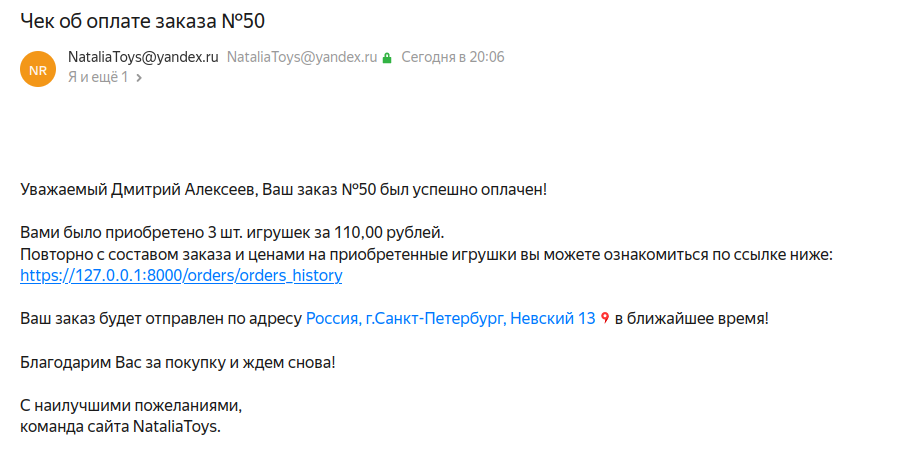 Чек об оплате заказа №50
NataliaToys@yandex.ru NataliaToys@yandex.ru Сегодня в 20:06
NR
Я и ещё 1
Уважаемый Дмитрий Алексеев, Ваш заказ №50 был успешно оплачен!
Вами было приобретено 3 шт. игрушек за 110,00 рублей.
Повторно с составом заказа и ценами на приобретенные игрушки вы можете ознакомиться по ссылке ниже:
https://127.0.0.1:8000/orders/orders_history
Ваш заказ будет отправлен по адресу Россия, г.Санкт-Петербург, Невский 13 в ближайшее время!
Благодарим Вас за покупку и ждем снова!
С наилучшими пожеланиями,
команда сайта NataliaToys.